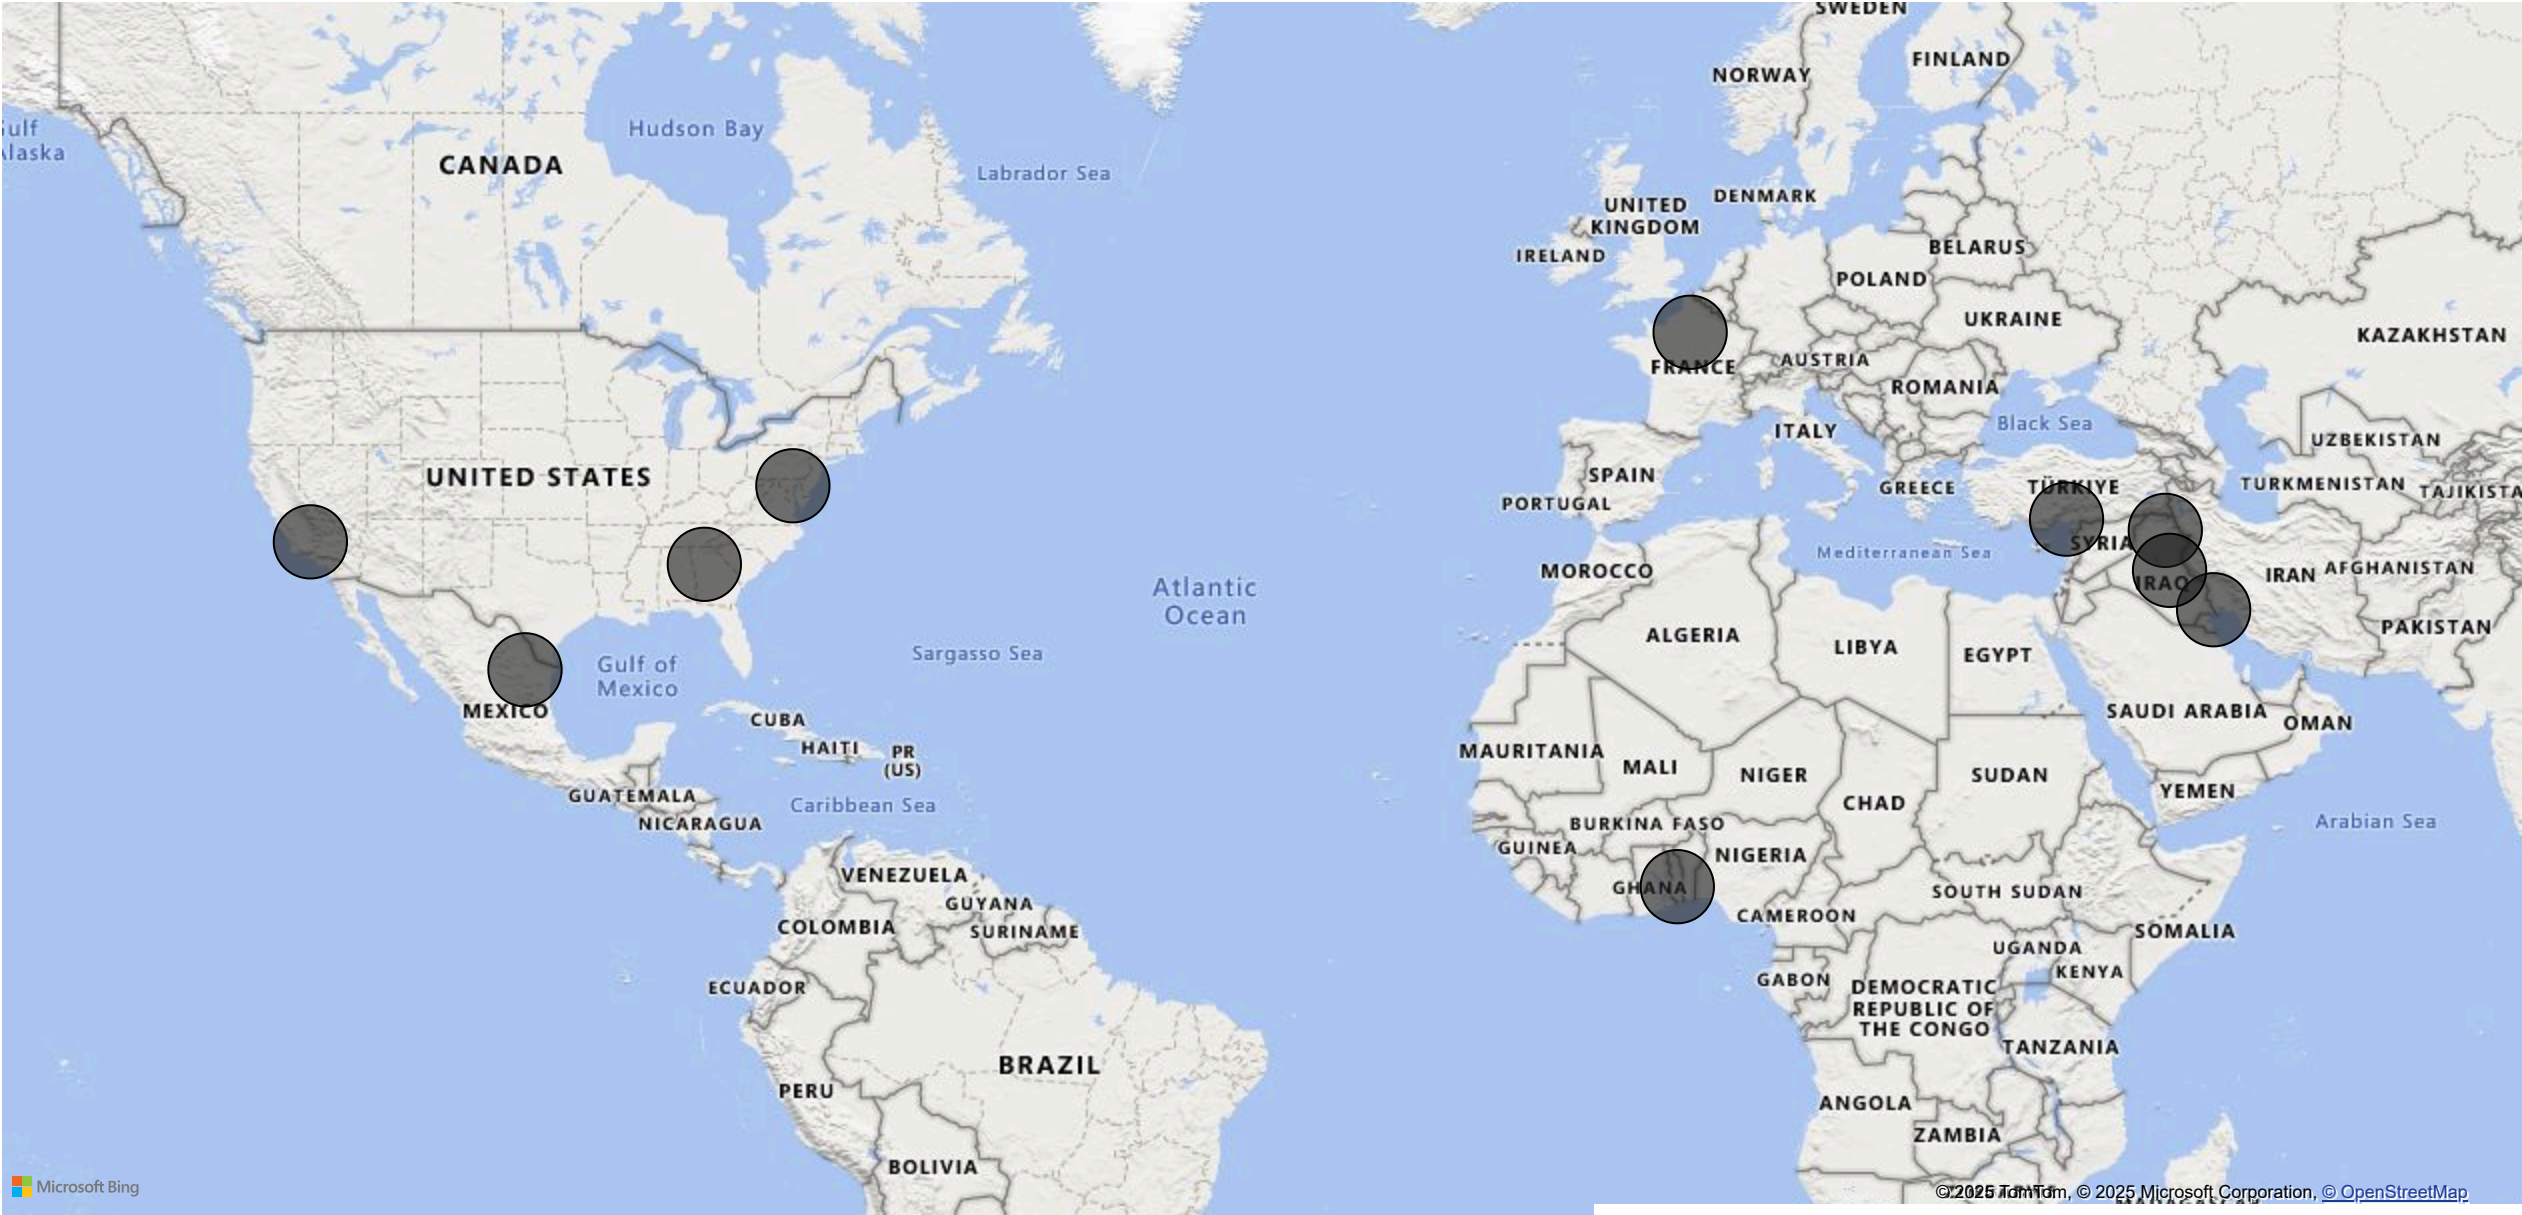 SWEDEN
FINLAND
NORWAY
Gulf
Alaska
Hudson Bay
CANADA
Labrador Sea
DENMARK
UNITED
KINGDOM
IRELAND
BELARUS
POLAND
UKRAINE
KAZAKHSTAN
FRANCE
AUSTRIA
ROMANIA
Black Sea
ITALY
UZBEKISTAN
UNITED STATES
SPAIN
PORTUGAL
GREECE
TÜRKIYE
TURKMENISTAN
TAJIKISTA
SYRIA
Mediterranean Sea
MOROCCO
IRAQ
IRAN
AFGHANISTAN
Atlantic
Ocean
PAKISTAN
ALGERIA
LIBYA
EGYPT
Sargasso Sea
Gulf of
Mexico
MEXICO
CUBA
HAITI
PR
(US)
SAUDI ARABIA
OMAN
MAURITANIA
MALI
NIGER
SUDAN
CHAD
YEMEN
GUATEMALA
Caribbean Sea
NICARAGUA
BURKINA FASO
Arabian Sea
GUINEA
NIGERIA
VENEZUELA
GHANA
SOUTH SUDAN
GUYANA
CAMEROON
COLOMBIA
SURINAME
SOMALIA
UGANDA
KENYA
ECUADOR
GABON
DEMOCRATIC
REPUBLIC OF
THE CONGO
TANZANIA
BRAZIL
PERU
ANGOLA
ZAMBIA
BOLIVIA
Microsoft Bing
© 2025 TomTom, © 2025 Microsoft Corporation, © OpenStreetMap